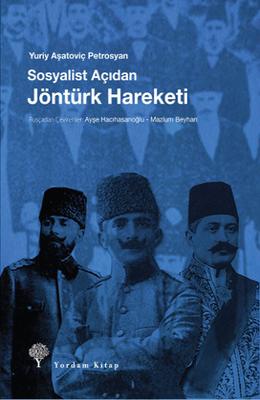 Yuriy Aşatoviç Petrosyan
Sosyalist Açıdan
Jöntürk Hareketi
Rusçadan Çevirenler: Ayşe Hacıhasanoğlu - Mazlum Beyhan
Yordam Kitap